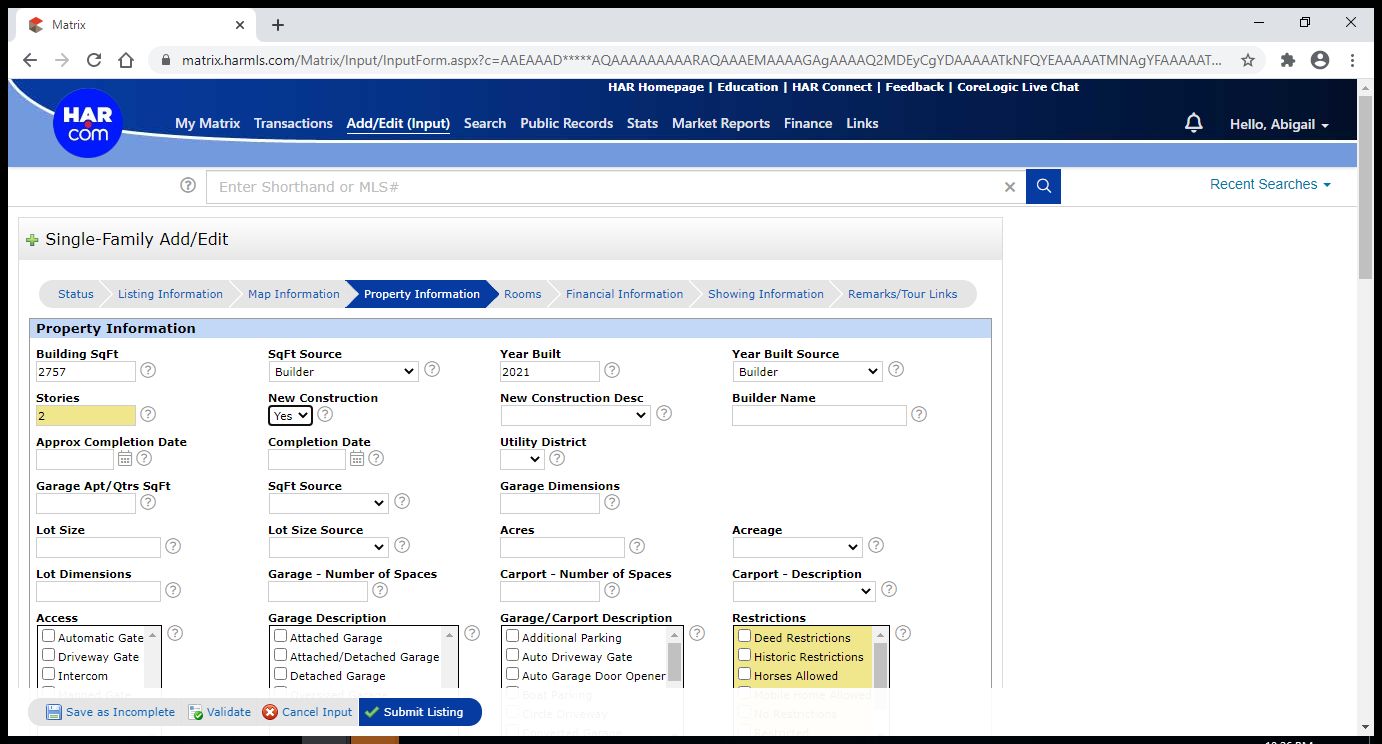 Matrix
matrix.harmls.com/Matrix/Input/InputForm.aspx?c=AAEAAAD*****AQAAAAAAAAARAQAAAEMAAAAGAgAAAAQ2MDEyCgYDAAAAATkNFQYEAAAAATMNAgYFAAAAAT...
HAR Homepage | Education | HAR Connect | Feedback | CoreLogic Live Chat
HAR
com
My Matrix Transactions Add/Edit (Input) Search Public Records Stats Market Reports Finance Links
Hello, Abigail
Enter Shorthand or MLS#
Recent Searches
Single-Family Add/Edit
Status Listing Information Map Information Property Information Rooms Financial Information Showing Information Remarks/Tour Links
Property Information
Building SqFt SqFt Source Year Built Year Built Source
2757 Builder 2021 Builder
Stories New Construction New Construction Desc Builder Name
2 Yes
Approx Completion Date Completion Date Utility District
Garage Apt/Qtrs SqFt SqFt Source Garage Dimensions
Lot Size Lot Size Source Acres Acreage
Lot Dimensions Garage - Number of Spaces Carport - Number of Spaces Carport - Description
Access Garage Description Garage/Carport Description Restrictions
Automatic Gate Attached Garage Additional Parking Deed Restrictions
Driveway Gate Attached/Detached Garage Auto Driveway Gate Historic Restrictions
Intercom Detached Garage Auto Garage Door Opener Horses Allowed
Manned Gate Oversized Garage Boat Parking Mobile Home Allowed
Circle Driveway No Restrictions
Converted Garage Restricted
Save as Incomplete Validate Cancel Input Submit Listing